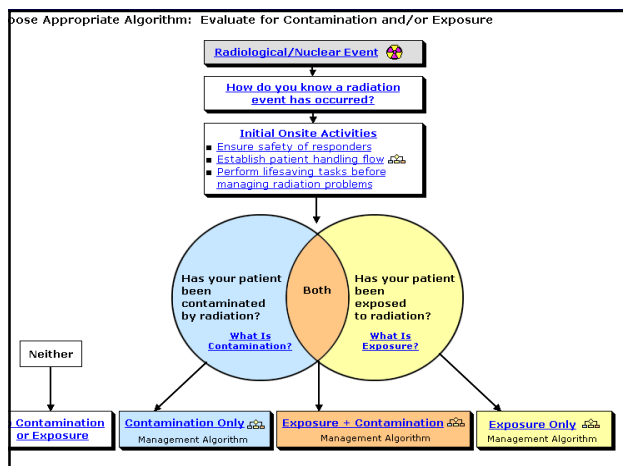 oose Appropriate Algorithm: Evaluate for Contamination and/or Exposure
Radiological/Nuclear Event
How do you know a radiation
event has occurred?
Initial Onsite Activities
Ensure safety of responders
Establish patient handling flow
Perform lifesaving tasks before
managing radiation problems
Has your patient
been
contaminated
by radiation?
What Is
Contamination?
Both
Has your patient
been
exposed
to radiation?
What Is
Exposure?
Neither
Contamination
or Exposure
Contamination Only
Management Algorithm
Exposure + Contamination
Management Algorithm
Exposure Only
Management Algorithm